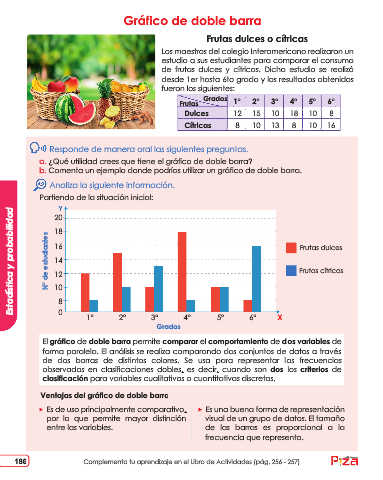 Gráfico de doble barra
Frutas dulces o cítricas
Los maestros del colegio Interamericano realizaron un
estudio a sus estudiantes para comparar el consumo
de frutas dulces y cítricas. Dicho estudio se realizó
desde 1er hasta 6to grado y los resultados obtenidos
fueron los siguientes:
Frutas Grados 1° 2° 3° 4° 5° 6°
Dulces 12 15 10 18 10 8
Cítricas 8 10 13 8 10 16
Responde de manera oral las siguientes preguntas.
a. ¿Qué utilidad crees que tiene el gráfico de doble barra?
b. Comenta un ejemplo donde podrías utilizar un gráfico de doble barra.
Analiza la siguiente información.
Partiendo de la situación inicial:
Estadística y probabilidad
Y
N° de estudiantes
20
18
16
14
12
10
8
0
1° 2° 3° 4° 5° 6° X
Grados
Frutas dulces
Frutas cítricas
El gráfico de doble barra permite comparar el comportamiento de dos variables de
forma paralela. El análisis se realiza comparando dos conjuntos de datos a través
de dos barras de distintos colores. Se usa para representar las frecuencias
observadas en clasificaciones dobles, es decir, cuando son dos los criterios de
clasificación para variables cualitativas o cuantitativas discretas.
Ventajas del gráfico de doble barra
Es de uso principalmente comparativo,
por lo que permite mayor distinción
entre las variables.
Es una buena forma de representación
visual de un grupo de datos. El tamaño
de las barras es proporcional a la
frecuencia que representa.
186
Complementa tu aprendizaje en el Libro de Actividades (pág. 256 - 257)